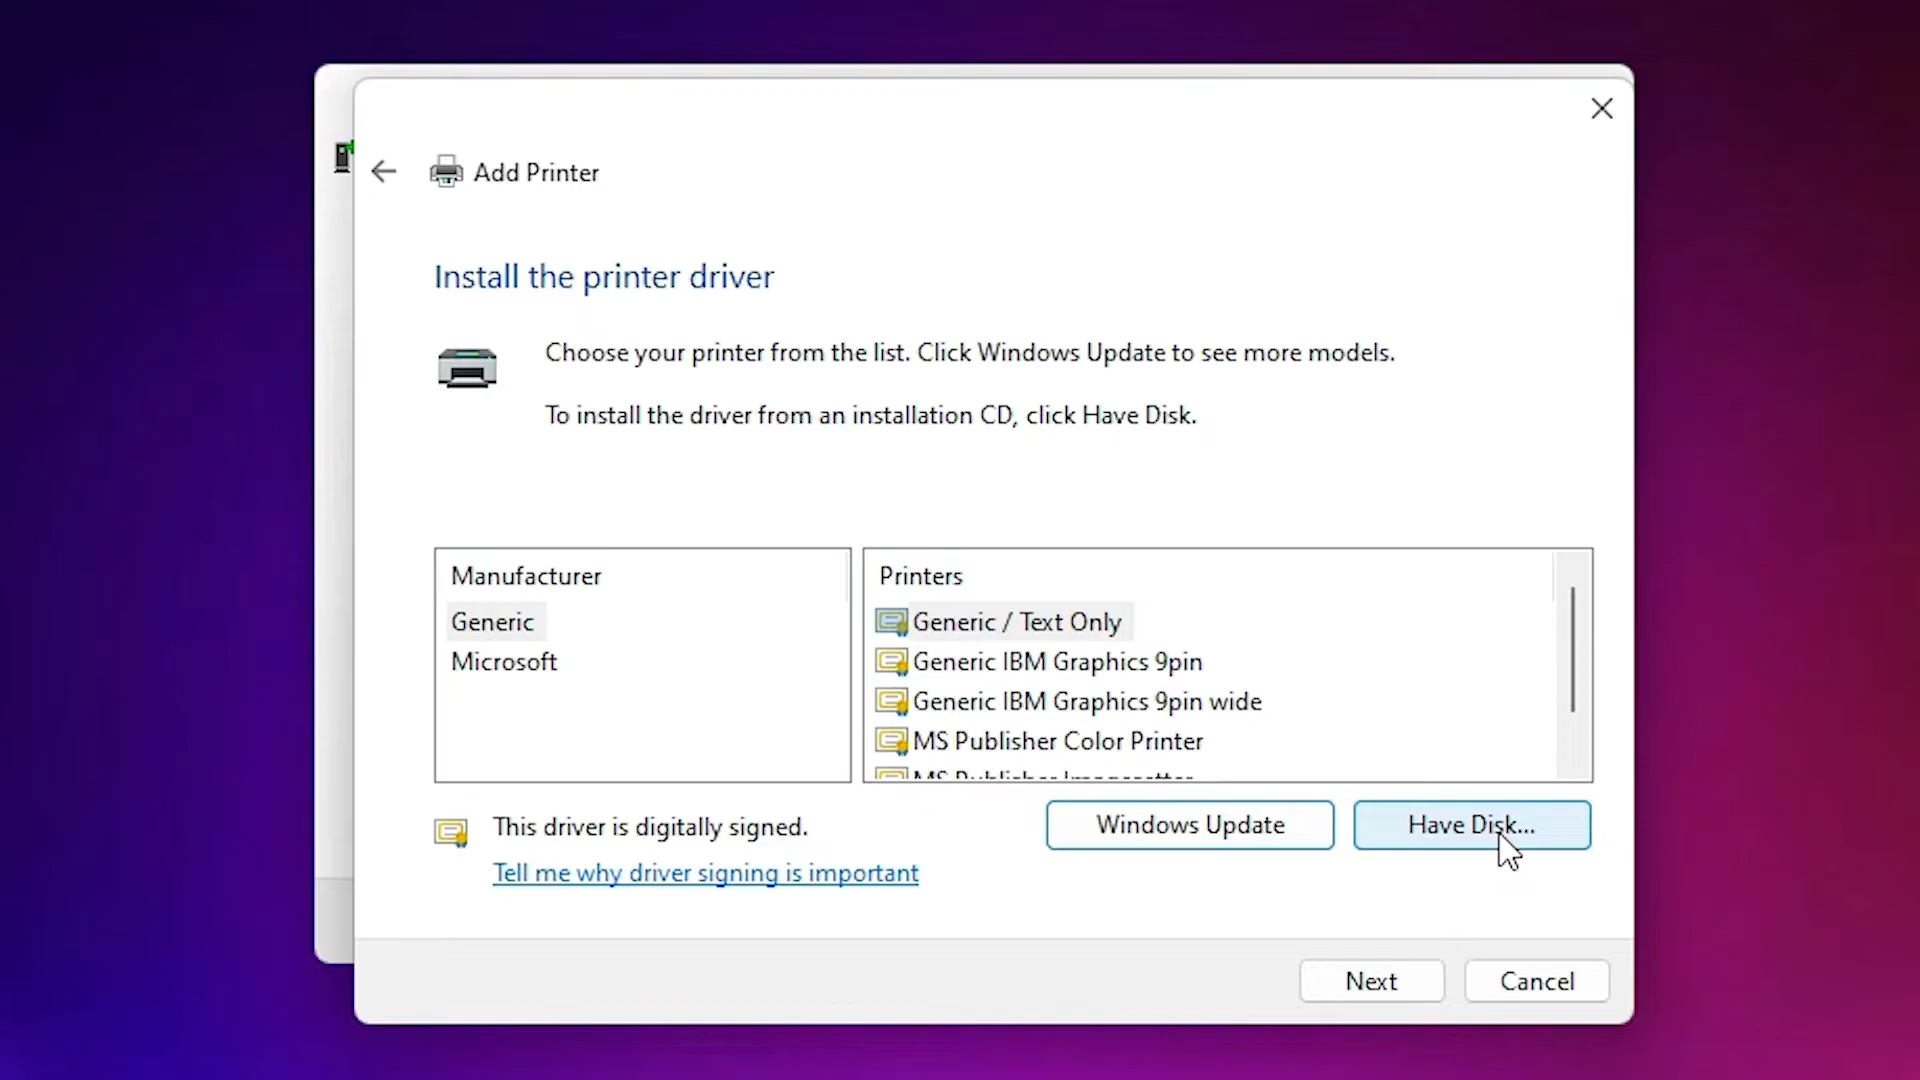 Add Printer
Install the printer driver
Choose your printer from the list. Click Windows Update to see more models.
To install the driver from an installation CD, click Have Disk.
Manufacturer
Generic
Microsoft
Printers
Generic / Text Only
Generic IBM Graphics 9pin
Generic IBM Graphics 9pin wide
MS Publisher Color Printer
MS Publisher Imagesetter
This driver is digitally signed.
Tell me why driver signing is important
Windows Update
Have Disk...
Next
Cancel